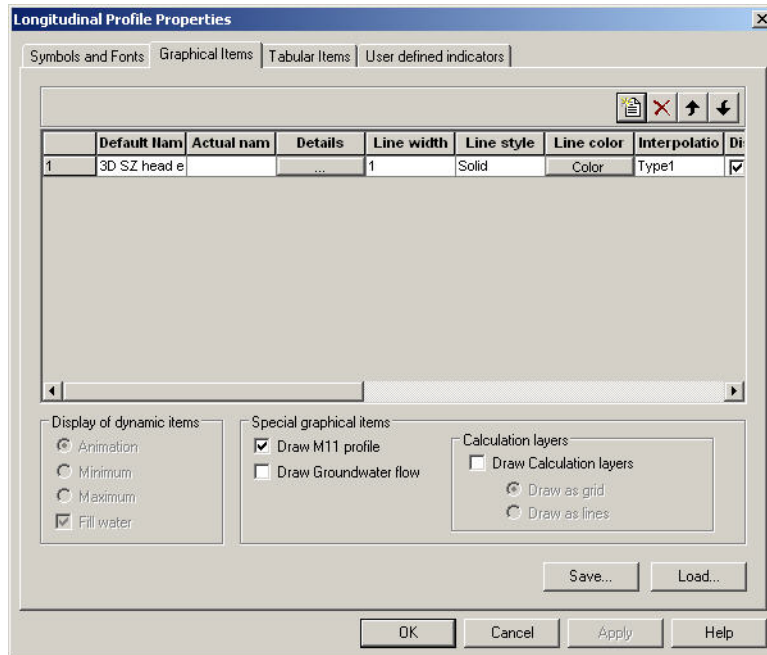 Longitudinal Profile Properties
Symbols and Fonts Graphical Items Tabular Items User defined indicators
Default Nam Actual nam Details Line width Line style Line color Interpolatio Di
1 3D SZ head e ... 1 Solid Color Type1
Display of dynamic items
Animation
Minimum
Maximum
Fill water
Special graphical items
Draw M11 profile
Draw Groundwater flow
Calculation layers
Draw Calculation layers
Draw as grid
Draw as lines
Save... Load...
OK Cancel Apply Help